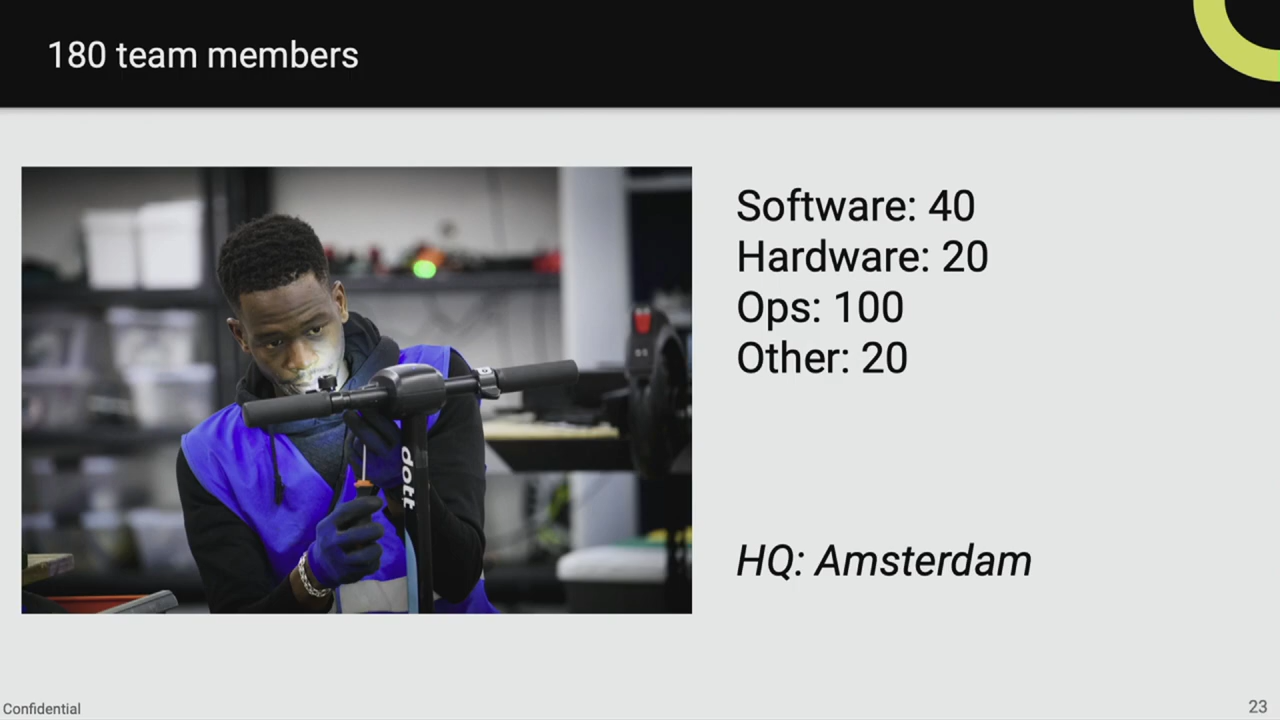 180 team members
Software: 40
Hardware: 20
Ops: 100
Other: 20
dott
HQ: Amsterdam
Confidential
23